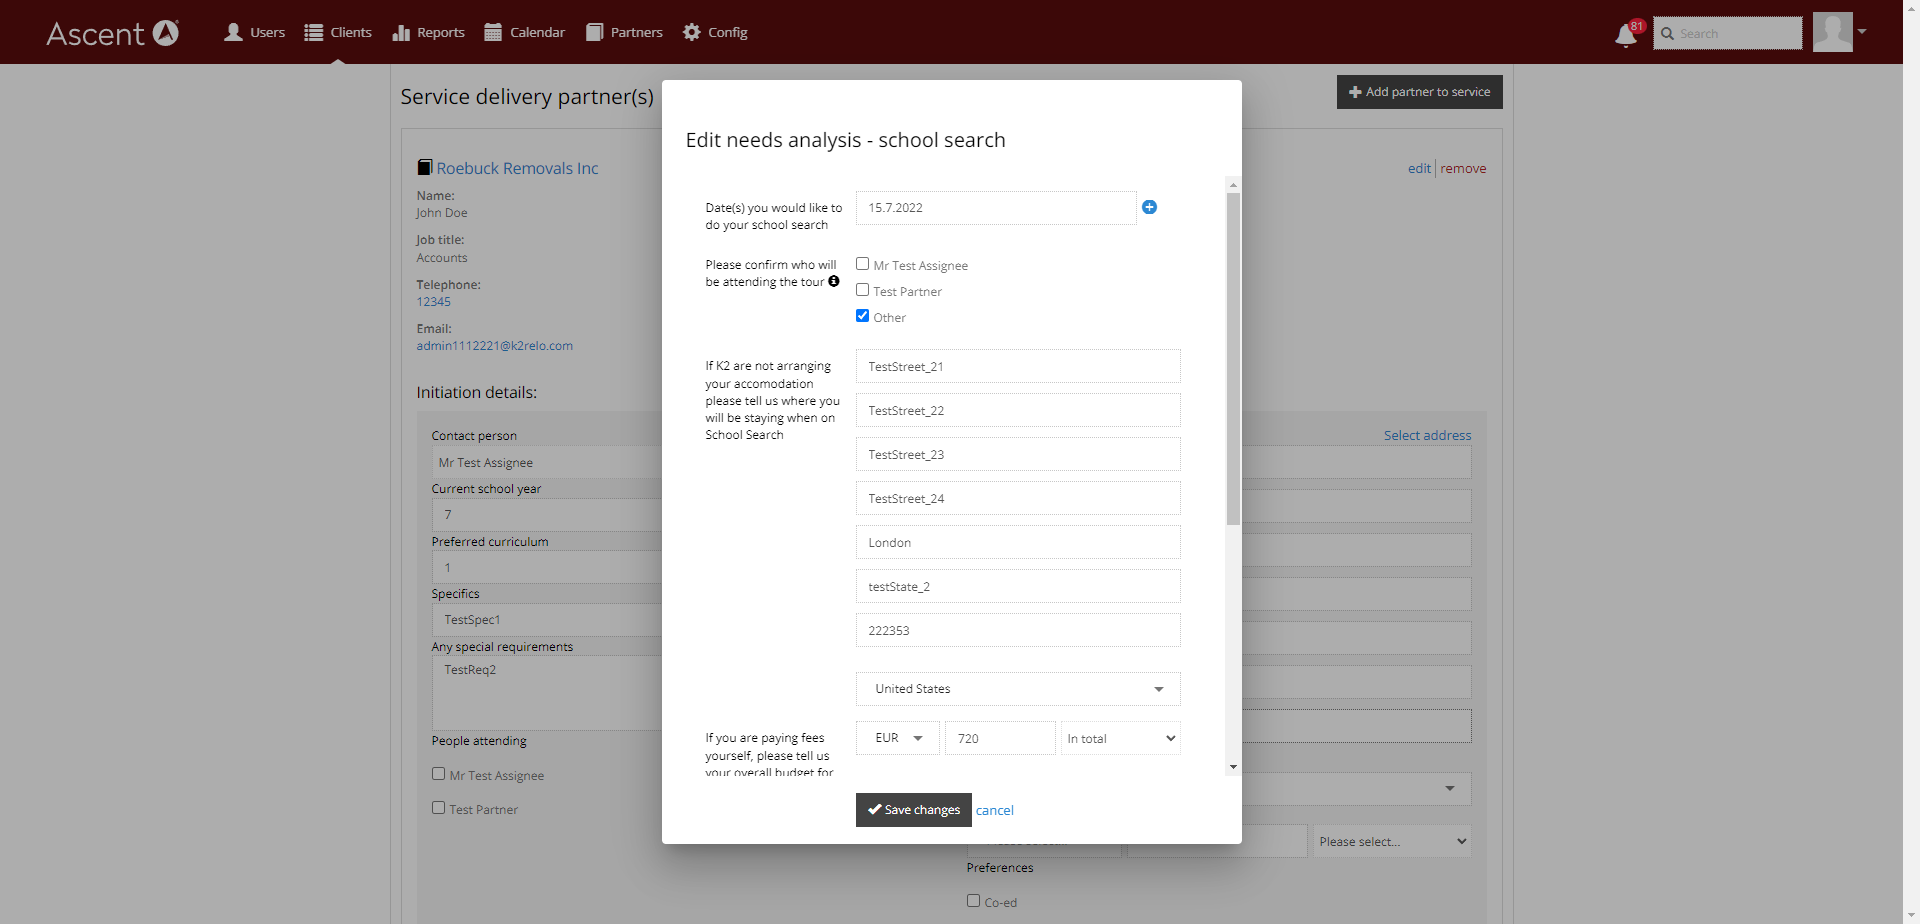 Ascent
Users
Clients
Reports
Calendar
Partners
Config
81
Search
Service delivery partner(s)
Add partner to service
Roebuck Removals Inc
edit
remove
Name:
John Doe
Job title:
Accounts
Telephone:
12345
Email:
admin1112221@k2relo.com
Initiation details:
Contact person
Mr Test Assignee
Current school year
7
Preferred curriculum
1
Specifics
TestSpec1
Any special requirements
TestReq2
People attending
Mr Test Assignee
Test Partner
Select address
Please select...
Preferences
Co-ed
Edit needs analysis - school search
Date(s) you would like to
do your school search
15.7.2022
Please confirm who will
be attending the tour
Mr Test Assignee
Test Partner
Other
If K2 are not arranging
your accomodation
please tell us where you
will be staying when on
School Search
TestStreet_21
TestStreet_22
TestStreet_23
TestStreet_24
London
testState_2
222353
United States
If you are paying fees
yourself, please tell us
your overall budget for
EUR
720
In total
Save changes
cancel